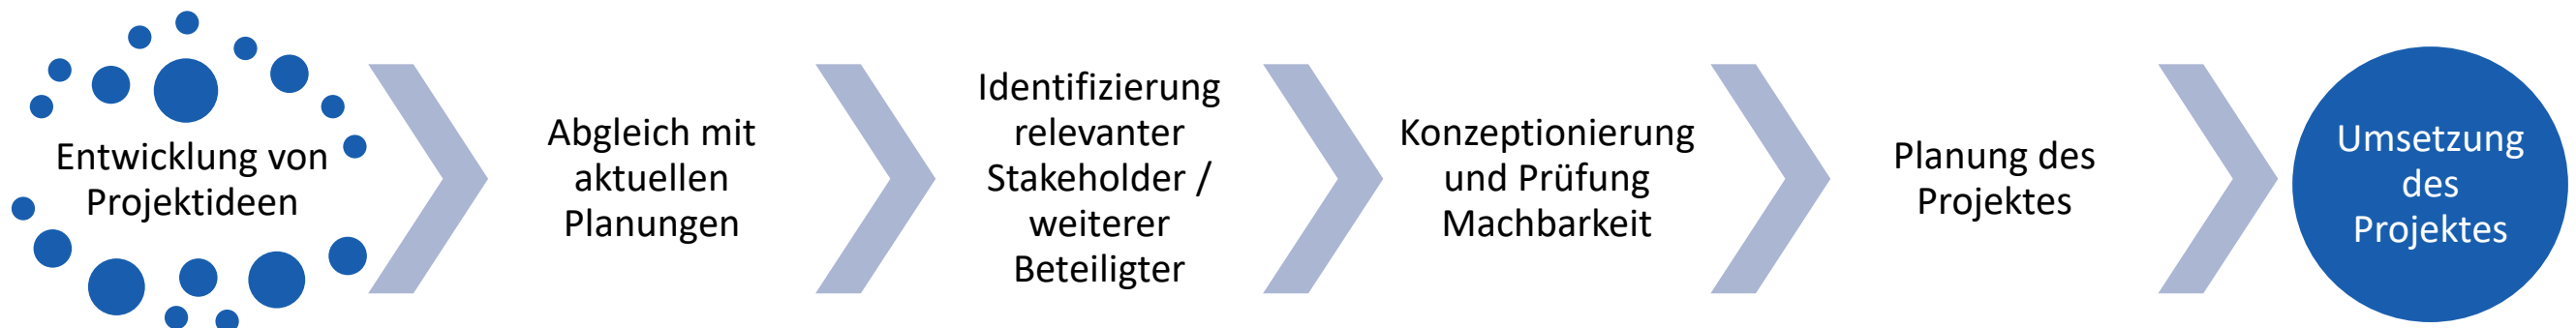 Entwicklung von
Projektideen
Abgleich mit
aktuellen
Planungen
Identifizierung
relevanter
Stakeholder /
weiterer
Beteiligter
Konzeptionierung
und Prüfung
Machbarkeit
Planung des
Projektes
Umsetzung
des
Projektes